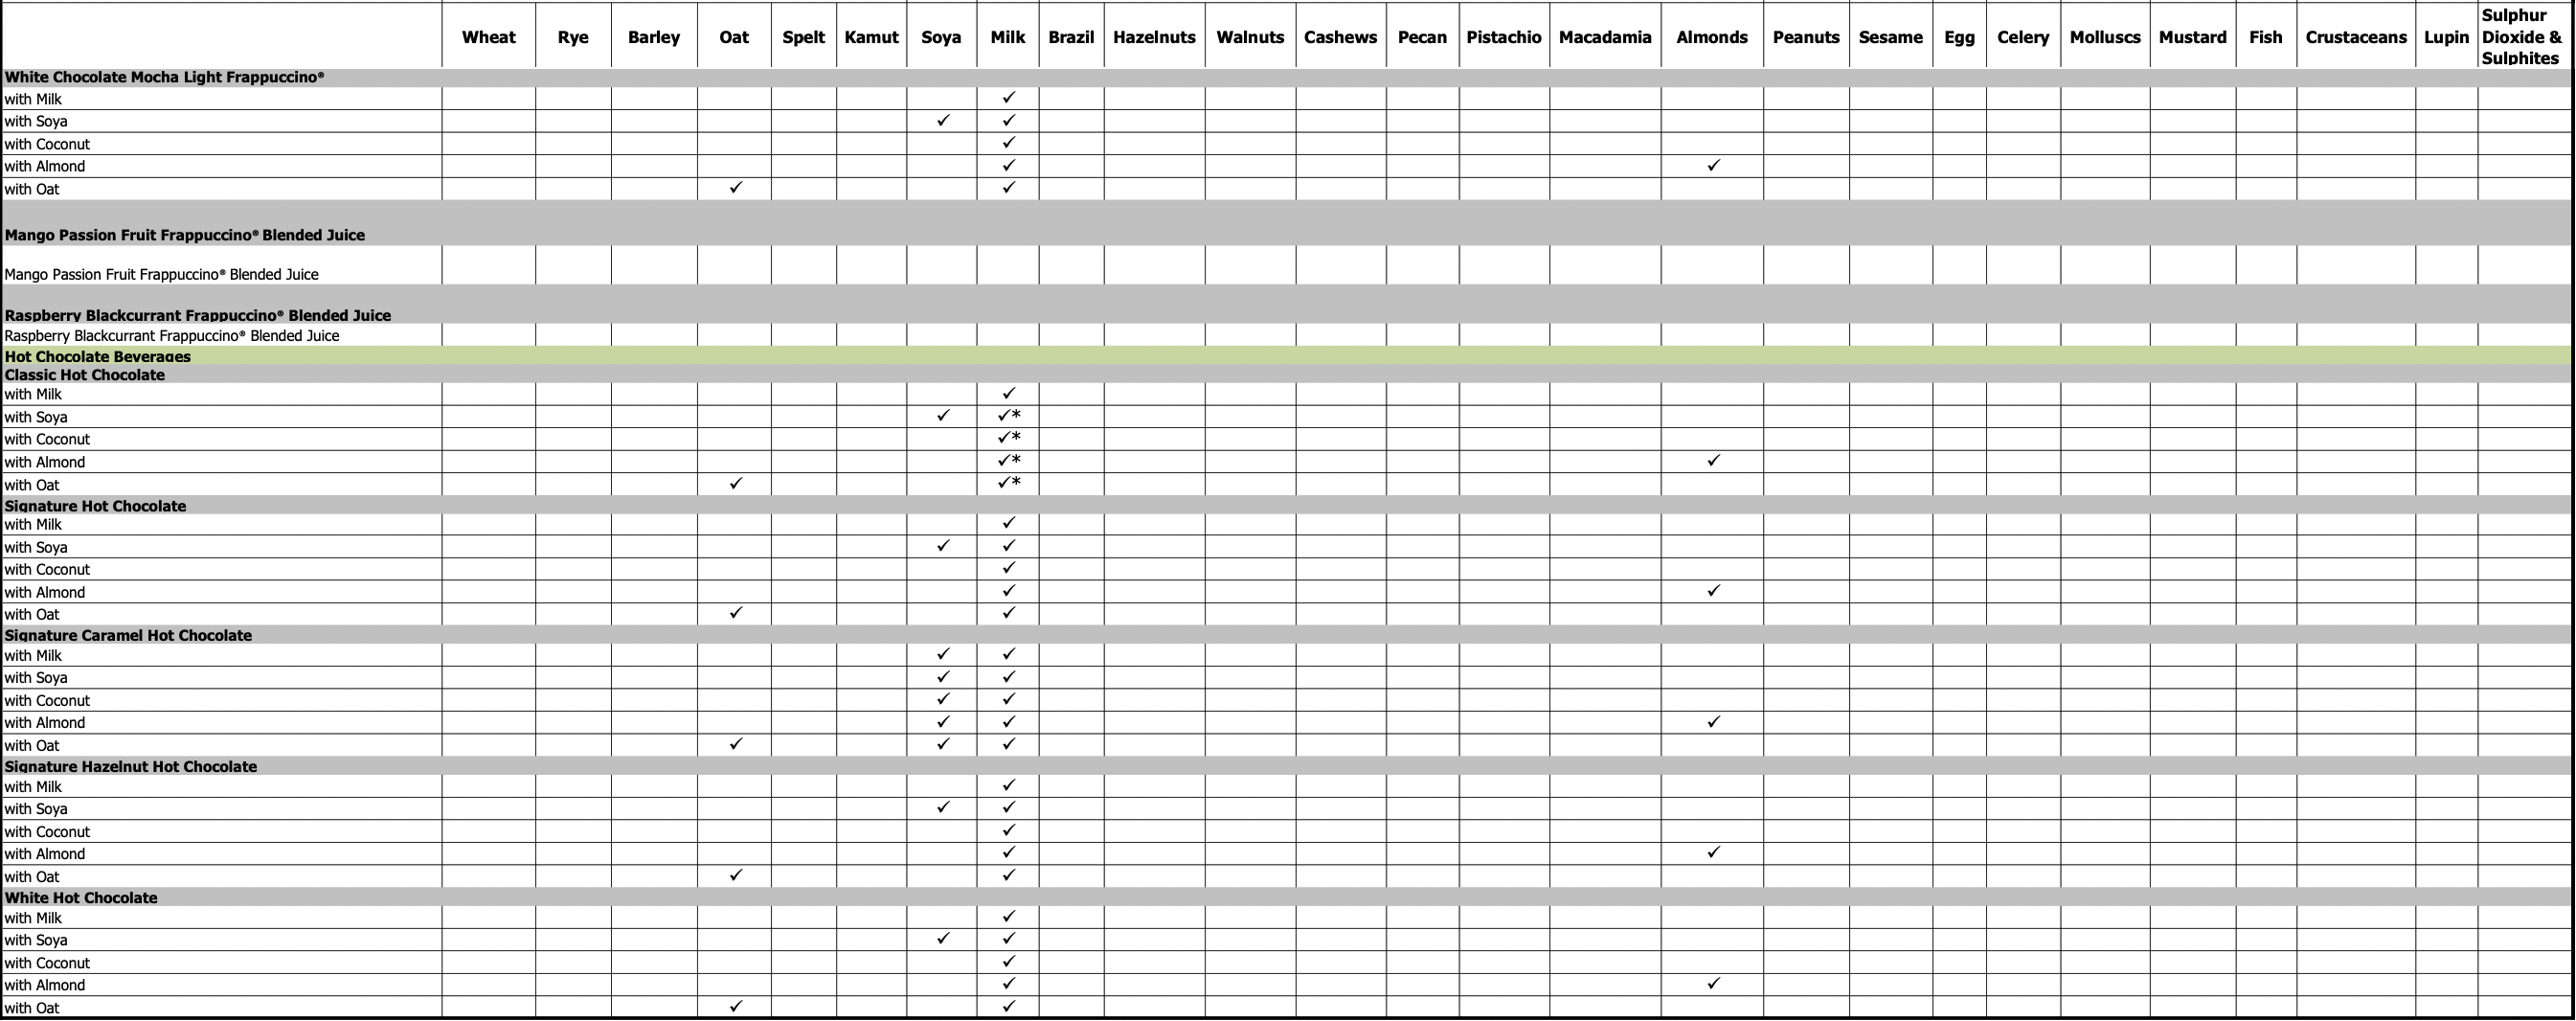 Wheat Rye Barley Oat Spelt Kamut Soya Milk Brazil Hazelnuts Walnuts Cashews Pecan Pistachio Macadamia Almonds Peanuts Sesame Egg Celery Molluscs Mustard Fish Crustaceans Lupin Sulphur Dioxide & Sulphites
White Chocolate Mocha Light Frappuccino®
with Milk ✓
with Soya ✓ ✓
with Coconut ✓
with Almond ✓ ✓
with Oat ✓ ✓
Mango Passion Fruit Frappuccino® Blended Juice
Mango Passion Fruit Frappuccino® Blended Juice
Raspberry Blackcurrant Frappuccino® Blended Juice
Raspberry Blackcurrant Frappuccino® Blended Juice
Hot Chocolate Beverages
Classic Hot Chocolate
with Milk ✓
with Soya ✓ ✓*
with Coconut ✓*
with Almond ✓* ✓
with Oat ✓ ✓*
Signature Hot Chocolate
with Milk ✓
with Soya ✓ ✓
with Coconut ✓
with Almond ✓ ✓
with Oat ✓ ✓
Signature Caramel Hot Chocolate
with Milk ✓ ✓
with Soya ✓ ✓
with Coconut ✓ ✓
with Almond ✓ ✓ ✓
with Oat ✓ ✓ ✓
Signature Hazelnut Hot Chocolate
with Milk ✓
with Soya ✓ ✓
with Coconut ✓
with Almond ✓ ✓
with Oat ✓ ✓
White Hot Chocolate
with Milk ✓
with Soya ✓ ✓
with Coconut ✓
with Almond ✓ ✓
with Oat ✓ ✓